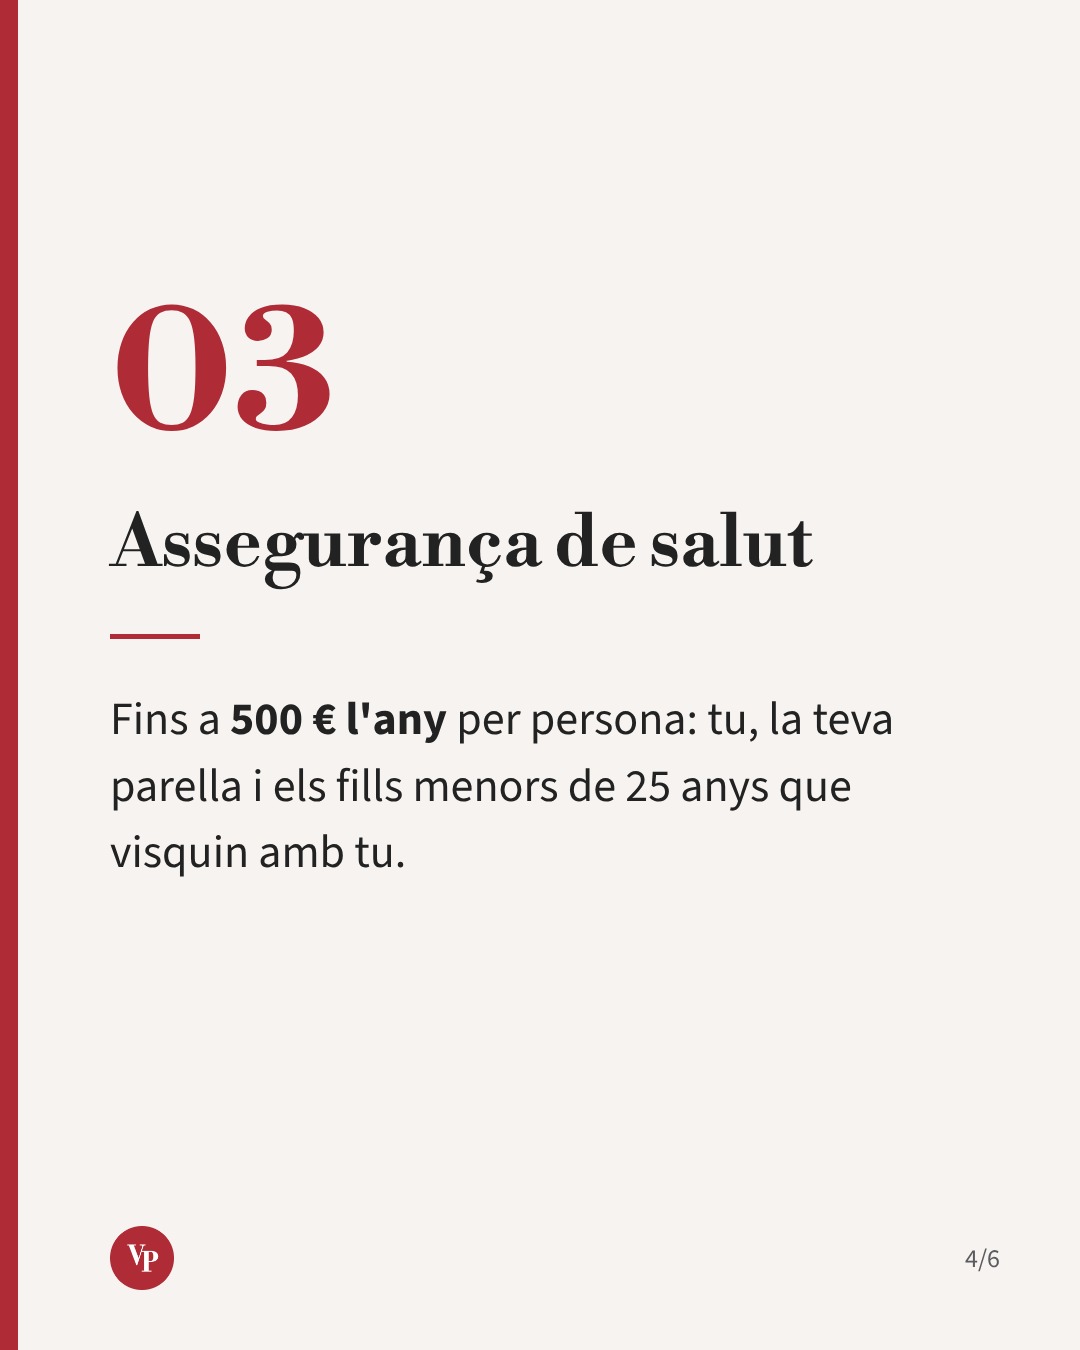 03
Assegurança de salut
Fins a 500 € l'any per persona: tu, la teva
parella i els fills menors de 25 anys que
visquin amb tu.
VP
4/6